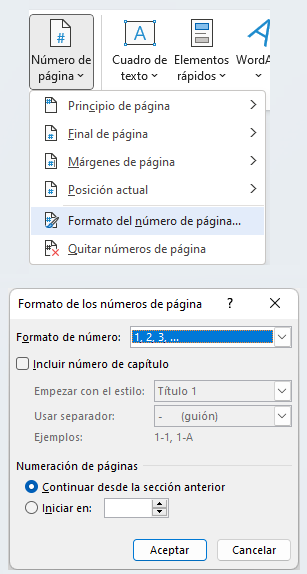 Número de página
Cuadro de texto
Elementos rápidos
WordA
Principio de página
Final de página
Márgenes de página
Posición actual
Formato del número de página...
Quitar números de página
Formato de los números de página ? ×
Formato de número: 1, 2, 3, ...
Incluir número de capítulo
Empezar con el estilo: Título 1
Usar separador: - (guión)
Ejemplos: 1-1, 1-A
Numeración de páginas
Continuar desde la sección anterior
Iniciar en:
Aceptar Cancelar